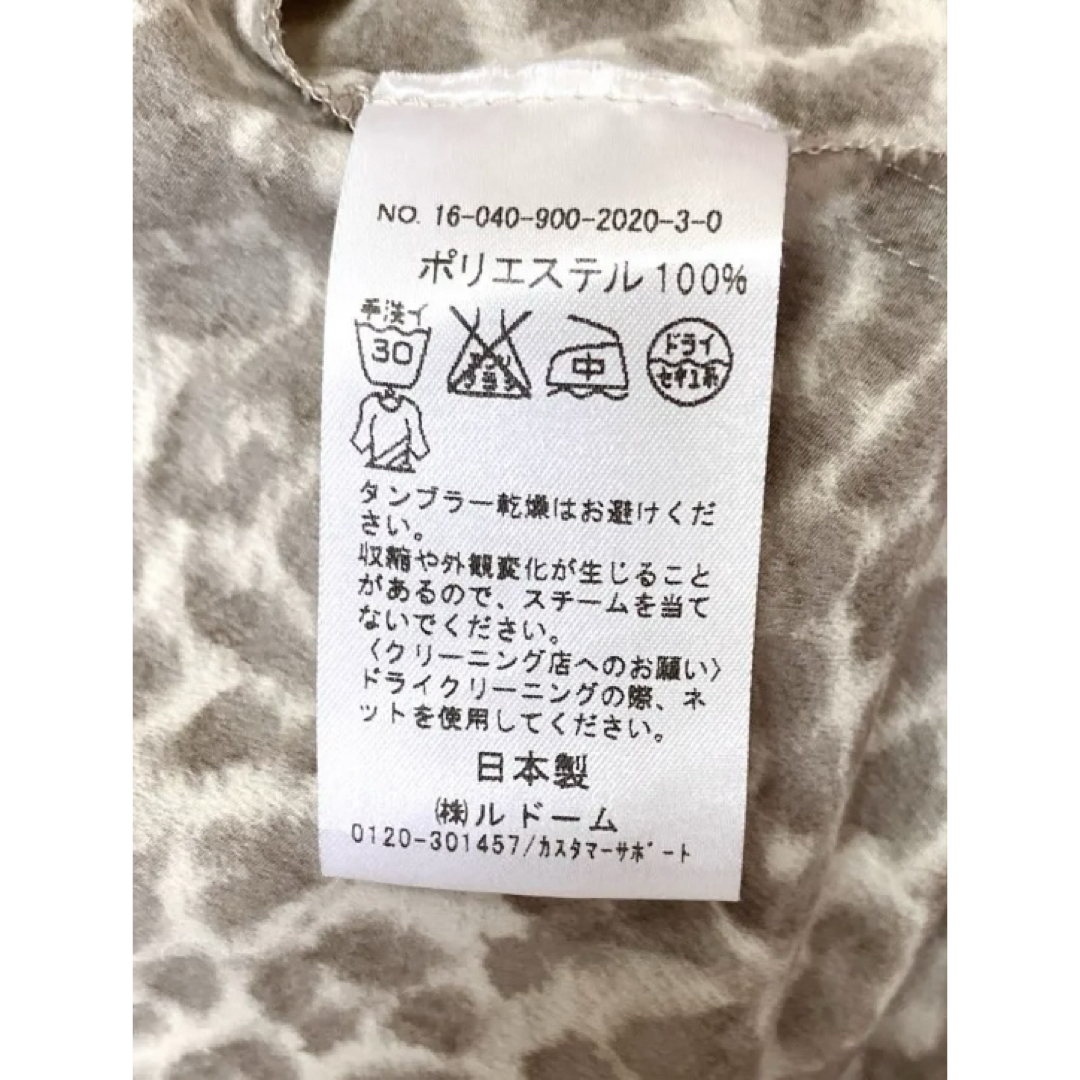 NO. 16-040-900-2020-3-0
ポリエステル100%
手洗イ
30
エンソ
サラシ
中
ドライ
セキユ系
タンブラー乾燥はお避けくだ
さい。
収縮や外観変化が生じること
があるので、スチームを当て
ないでください。
〈クリーニング店へのお願い〉
ドライクリーニングの際、ネ
ットを使用してください。
日本製
㈱ルドーム
0120-301457/カスタマーサポート